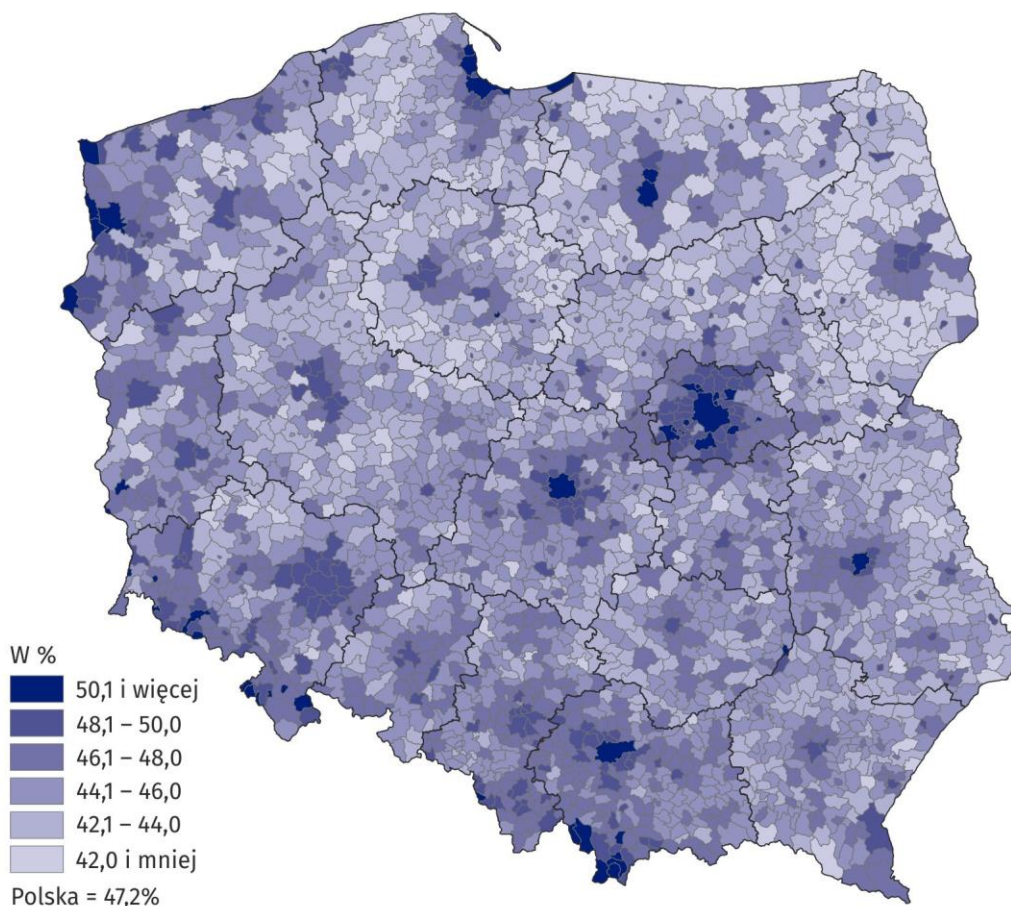 W %
50,1 i więcej
48,1 – 50,0
46,1 – 48,0
44,1 – 46,0
42,1 – 44,0
42,0 i mniej
Polska = 47,2%